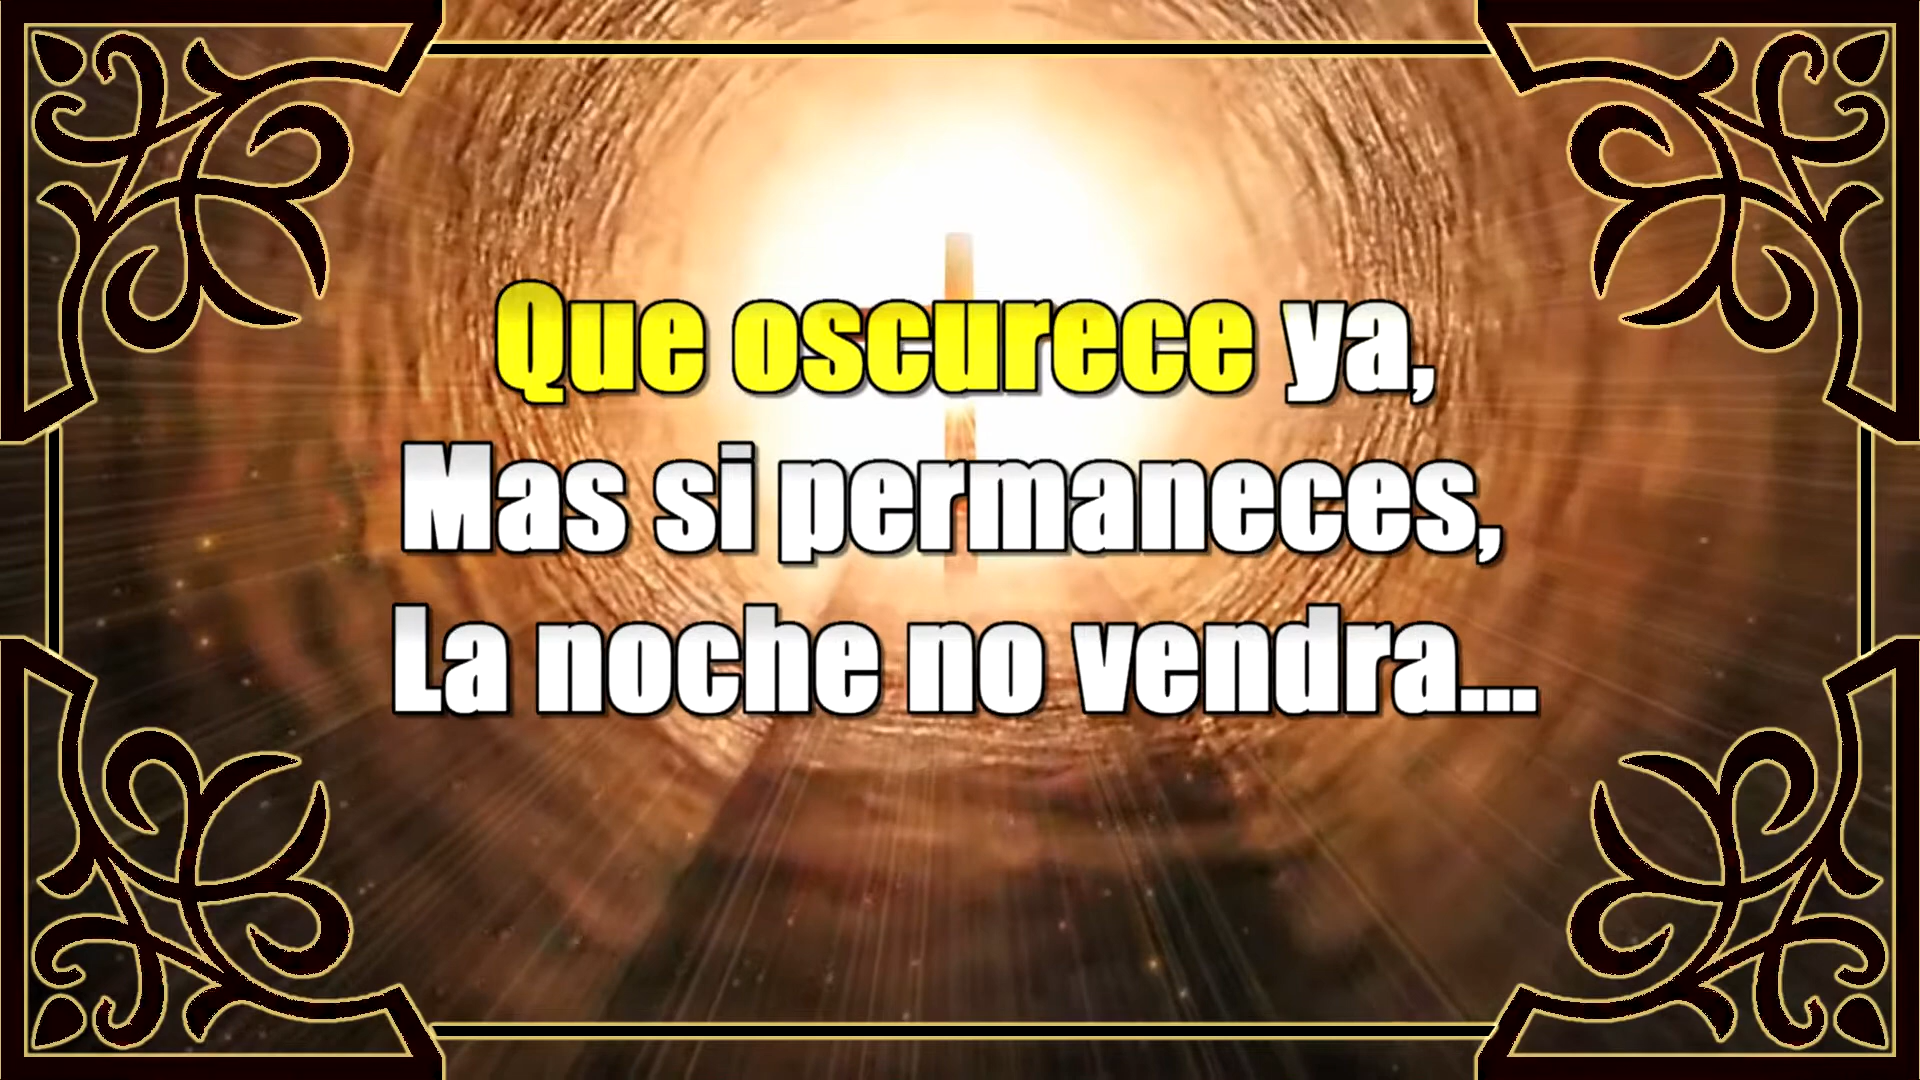 Que oscurece ya,
Mas si permaneces,
La noche no vendra...